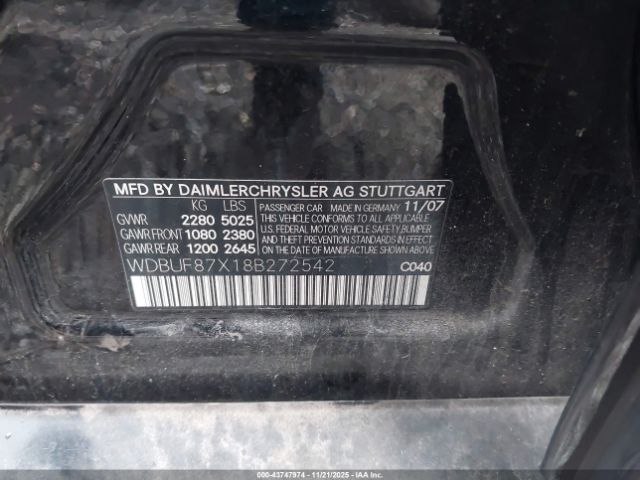 MFD BY DAIMLERCHRYSLER AG STUTTGART
KG LBS
GVWR 2280 5025
GAWR FRONT 1080 2380
GAWR REAR 1200 2645
PASSENGER CAR MADE IN GERMANY 11/07
THIS VEHICLE CONFORMS TO ALL APPLICABLE
U.S. FEDERAL MOTOR VEHICLE SAFETY, BUMPER,
AND THEFT PREVENTION STANDARDS IN EFFECT ON
THE DATE OF MANUFACTURE SHOWN ABOVE.
WDBUF87X18B272542
C040
000-43747974 - 11/21/2025 - IAA, Inc.